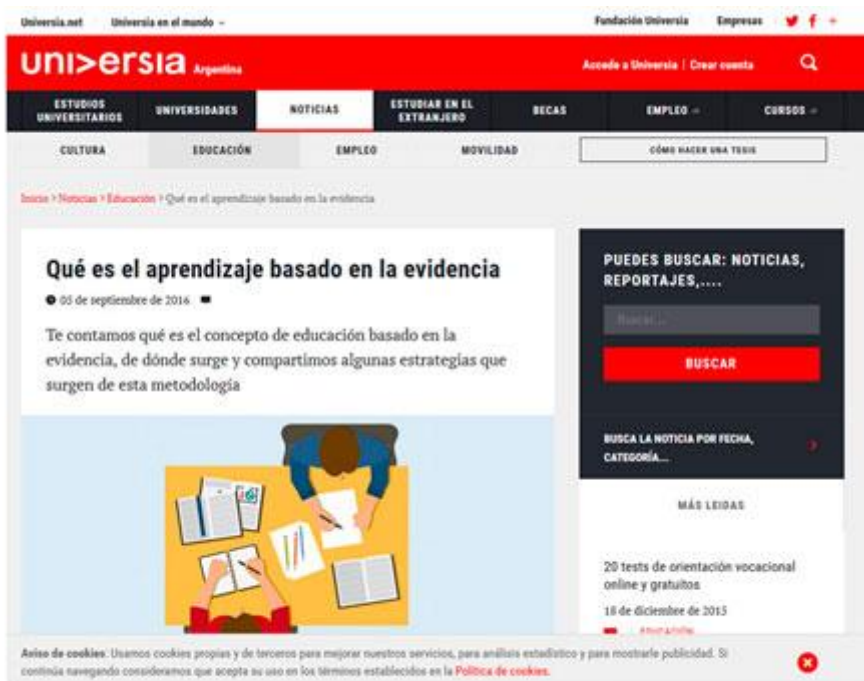 Universia.net Universia en el mundo
Fundación Universia Empresas
universia Argentina
Accede a Universia | Crear cuenta
ESTUDIOS UNIVERSITARIOS
UNIVERSIDADES
NOTICIAS
ESTUDIAR EN EL EXTRANJERO
BECAS
EMPLEO
CURSOS
CULTURA EDUCACIÓN EMPLEO MOVILIDAD CÓMO HACER UNA TESIS
Inicio > Noticias > Educación > Qué es el aprendizaje basado en la evidencia
Qué es el aprendizaje basado en la evidencia
05 de septiembre de 2016
Te contamos qué es el concepto de educación basado en la
evidencia, de dónde surge y compartimos algunas estrategias que
surgen de esta metodología
PUEDES BUSCAR: NOTICIAS,
REPORTAJES,....
Buscar...
BUSCAR
BUSCA LA NOTICIA POR FECHA,
CATEGORÍA...
MÁS LEIDAS
20 tests de orientación vocacional
online y gratuitos
18 de diciembre de 2015
EDUCACIÓN
Aviso de cookies: Usamos cookies propias y de terceros para mejorar nuestros servicios, para análisis estadístico y para mostrarle publicidad. Si
continúa navegando consideramos que acepta su uso en los términos establecidos en la Política de cookies.